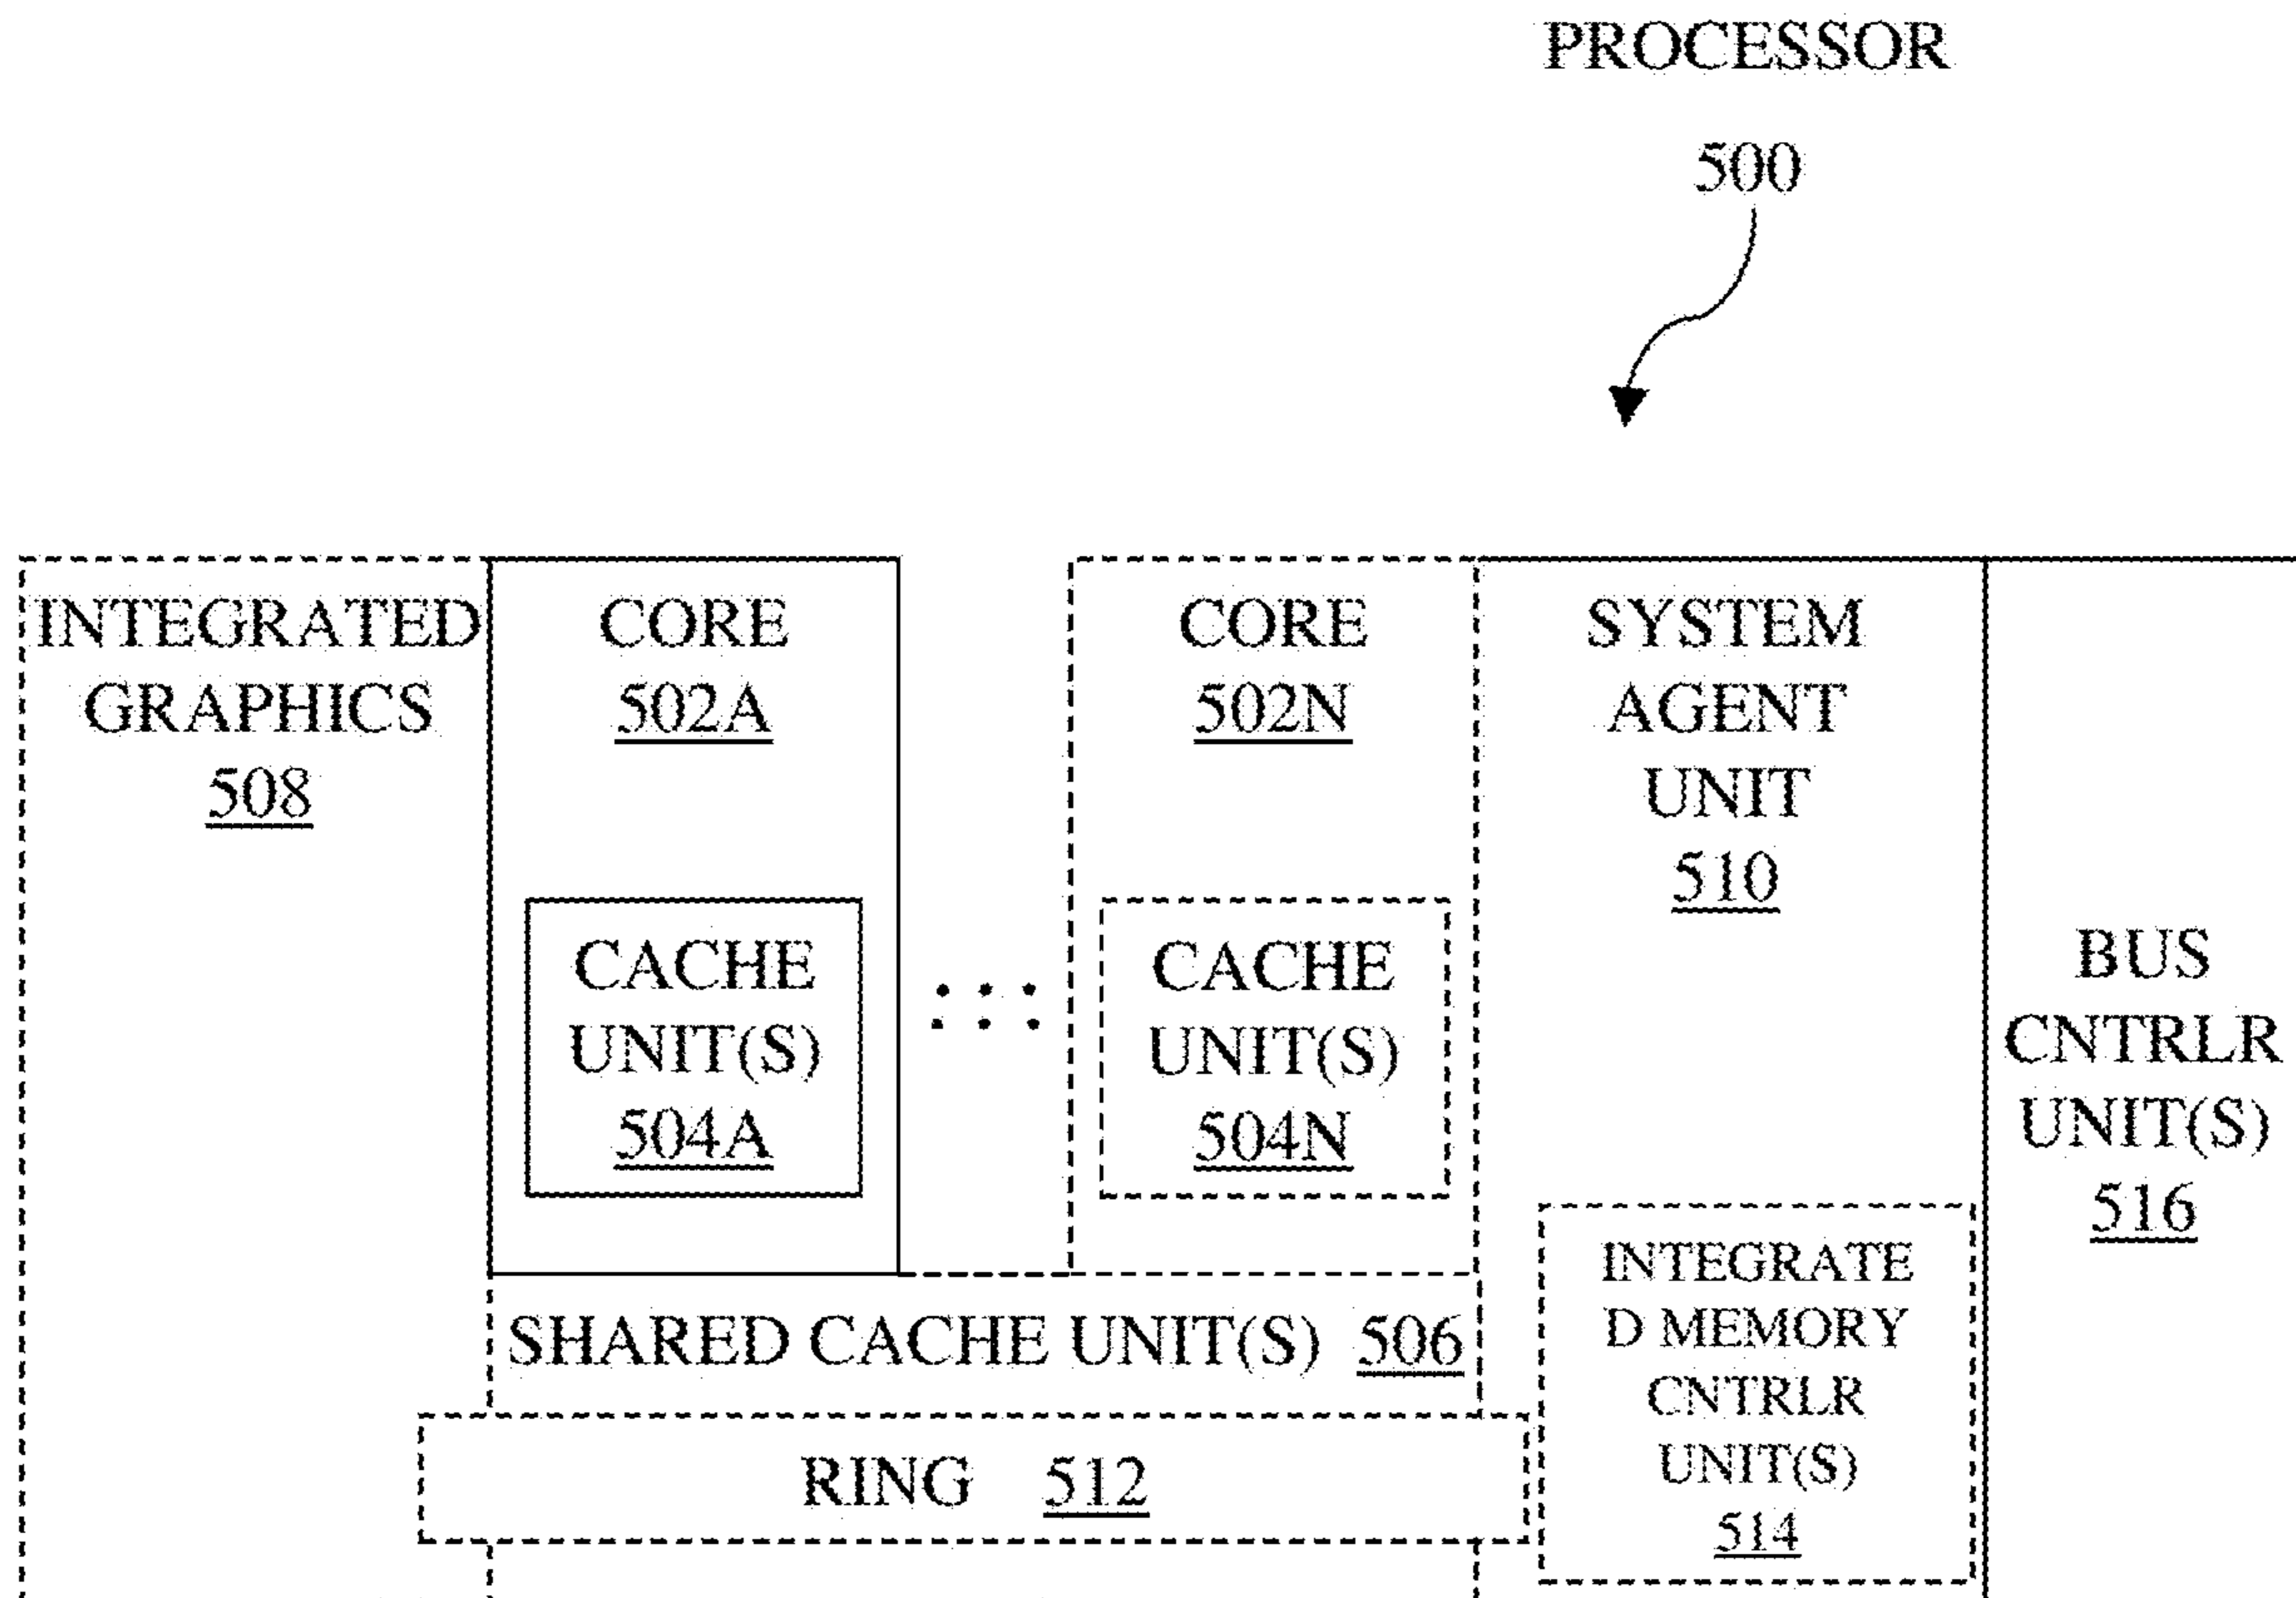 PROCESSOR
500
INTEGRATED
GRAPHICS
508
CORE
502A
CACHE
UNIT(S)
504A
CORE
502N
CACHE
UNIT(S)
504N
SYSTEM
AGENT
UNIT
510
BUS
CNTRLR
UNIT(S)
516
INTEGRATE
D MEMORY
CNTRLR
UNIT(S)
514
SHARED CACHE UNIT(S) 506
RING 512